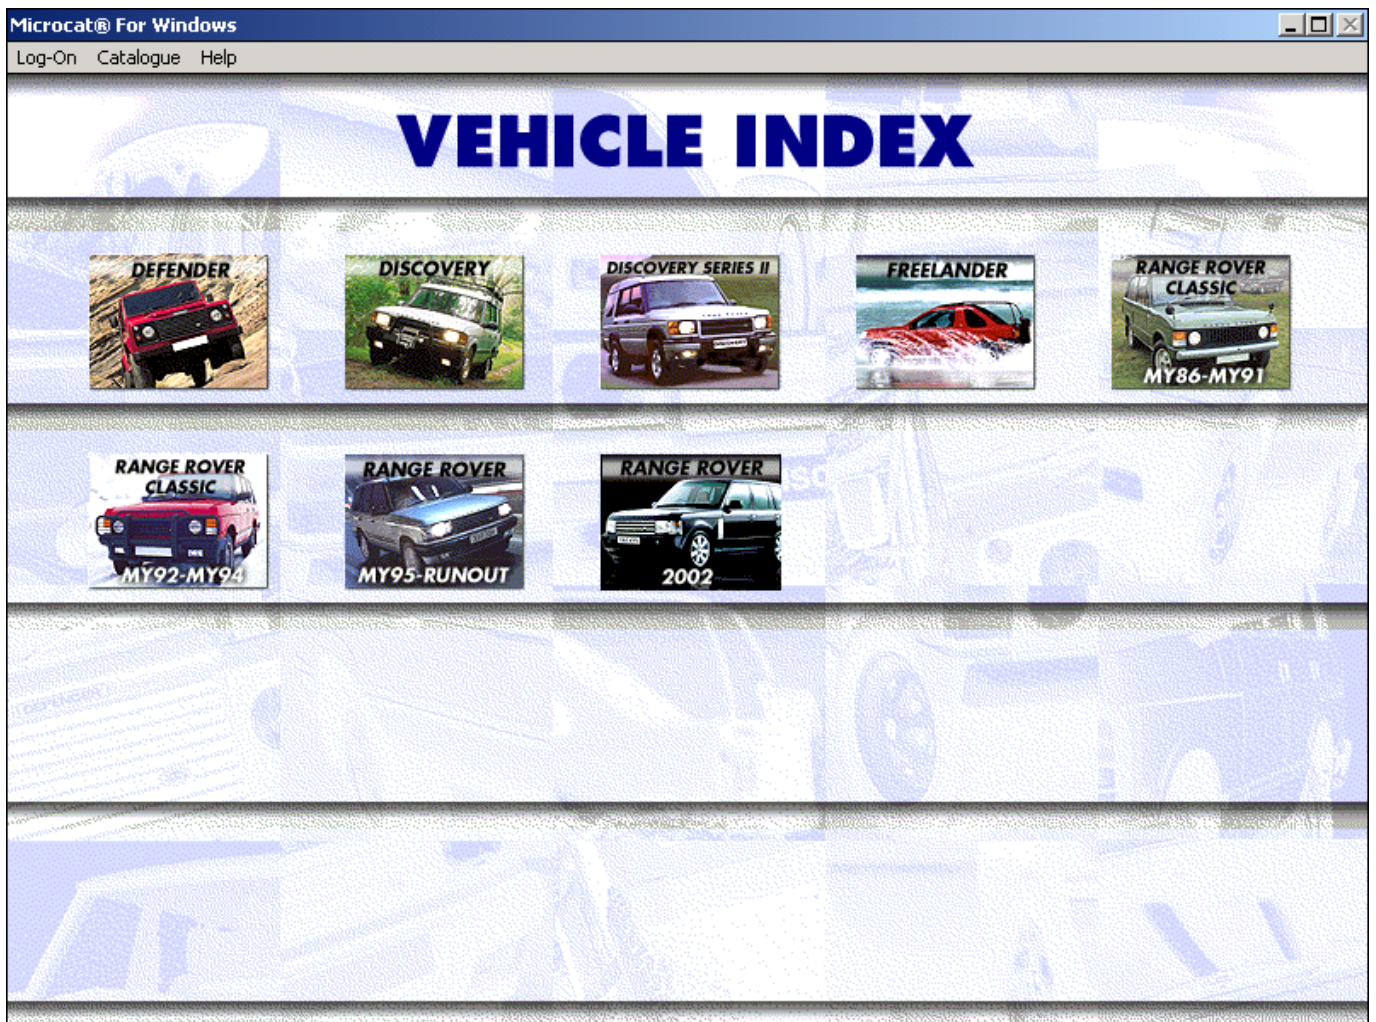 Microcat® For Windows
Log-On Catalogue Help
VEHICLE INDEX
DEFENDER
DISCOVERY
DISCOVERY SERIES II
FREELANDER
RANGE ROVER
CLASSIC
MY86-MY91
RANGE ROVER
CLASSIC
MY92-MY94
RANGE ROVER
MY95-RUNOUT
RANGE ROVER
2002
DEFENDER